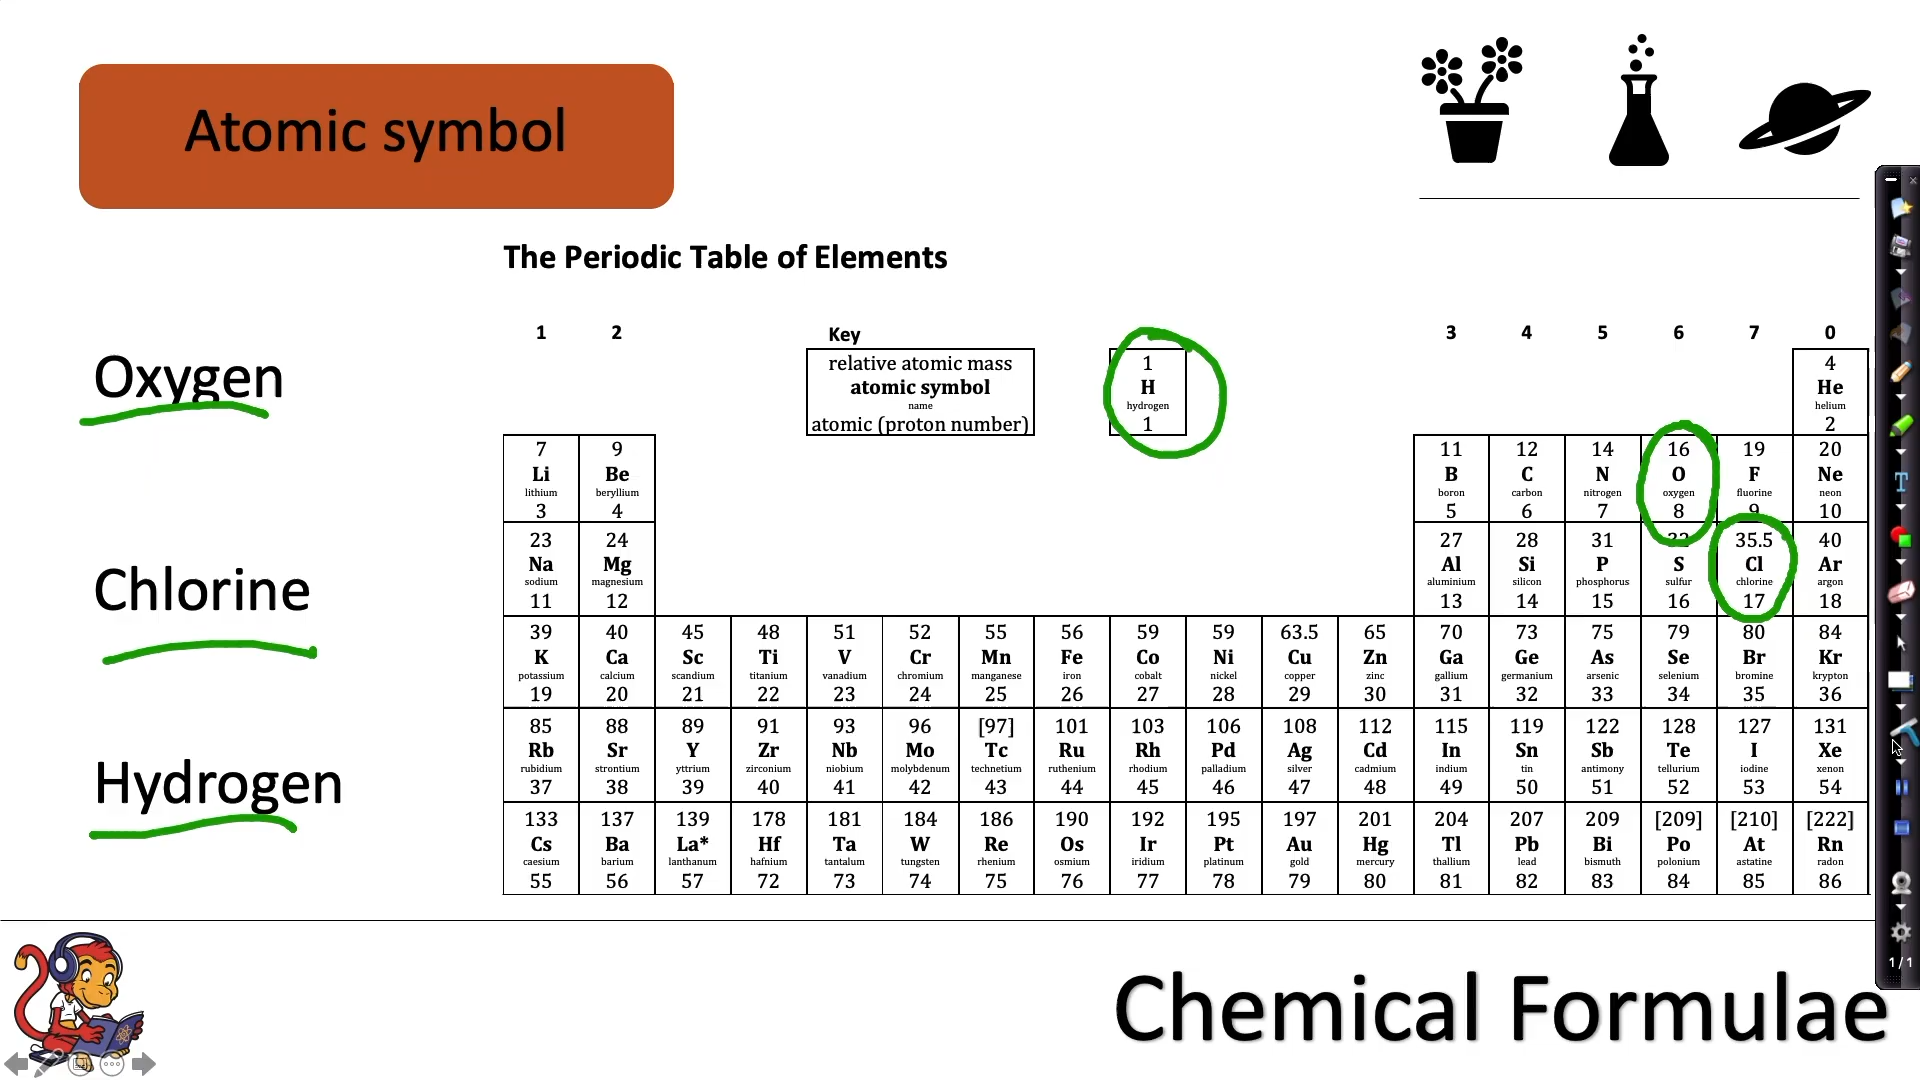 Atomic symbol
The Periodic Table of Elements
Oxygen
Chlorine
Hydrogen
1 2 3 4 5 6 7 0
Key
relative atomic mass
atomic symbol
name
atomic (proton number)
1 4
H He
hydrogen helium
1 2
7 9 11 12 14 16 19 20
Li Be B C N O F Ne
lithium beryllium boron carbon nitrogen oxygen fluorine neon
3 4 5 6 7 8 9 10
23 24 27 28 31 32 35.5 40
Na Mg Al Si P S Cl Ar
sodium magnesium aluminium silicon phosphorus sulfur chlorine argon
11 12 13 14 15 16 17 18
39 40 45 48 51 52 55 56 59 59 63.5 65 70 73 75 79 80 84
K Ca Sc Ti V Cr Mn Fe Co Ni Cu Zn Ga Ge As Se Br Kr
potassium calcium scandium titanium vanadium chromium manganese iron cobalt nickel copper zinc gallium germanium arsenic selenium bromine krypton
19 20 21 22 23 24 25 26 27 28 29 30 31 32 33 34 35 36
85 88 89 91 93 96 [97] 101 103 106 108 112 115 119 122 128 127 131
Rb Sr Y Zr Nb Mo Tc Ru Rh Pd Ag Cd In Sn Sb Te I Xe
rubidium strontium yttrium zirconium niobium molybdenum technetium ruthenium rhodium palladium silver cadmium indium tin antimony tellurium iodine xenon
37 38 39 40 41 42 43 44 45 46 47 48 49 50 51 52 53 54
133 137 139 178 181 184 186 190 192 195 197 201 204 207 209 [209] [210] [222]
Cs Ba La* Hf Ta W Re Os Ir Pt Au Hg Tl Pb Bi Po At Rn
caesium barium lanthanum hafnium tantalum tungsten rhenium osmium iridium platinum gold mercury thallium lead bismuth polonium astatine radon
55 56 57 72 73 74 75 76 77 78 79 80 81 82 83 84 85 86
1/1
Chemical Formulae